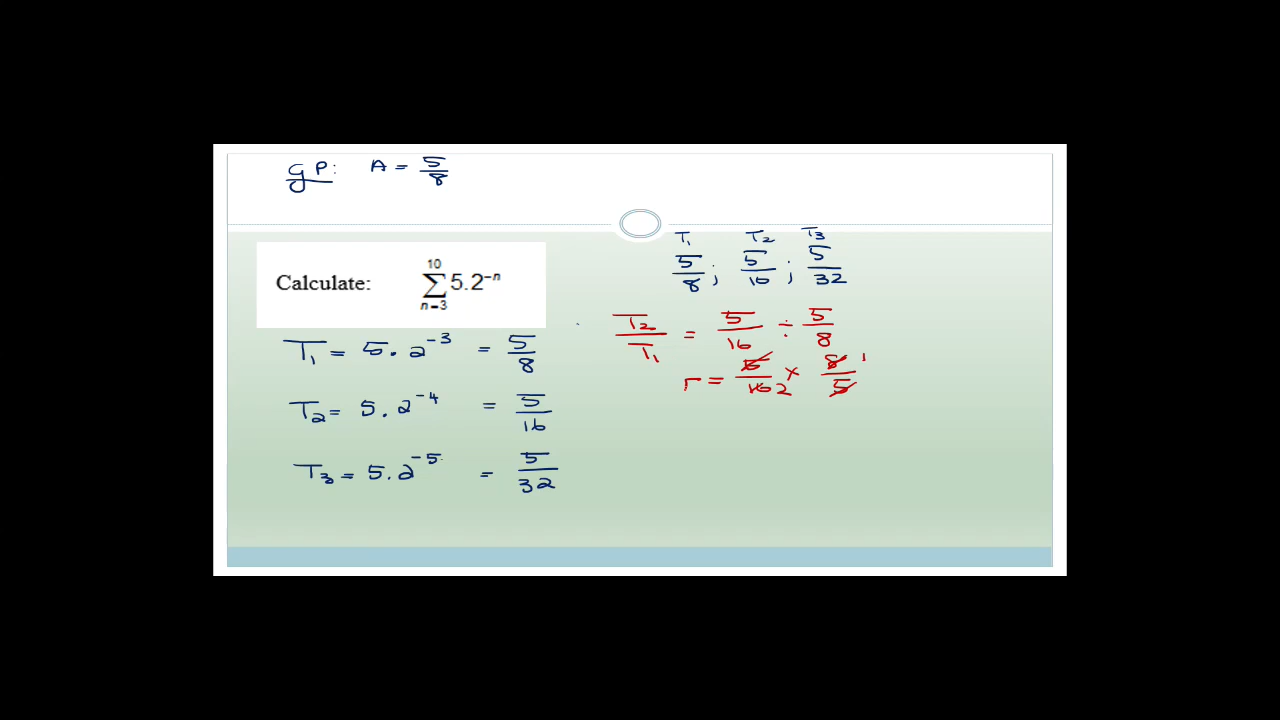 GP: A = 5/8
T₁ T₂ T₃
5/8 ; 5/16 ; 5/32
Calculate: 10 ∑ n=3 5.2⁻ⁿ
T₂/T₁ = 5/16 ÷ 5/8
T₁ = 5.2⁻³ = 5/8
r = 5/16 2 × 8/5 1
T₂ = 5.2⁻⁴ = 5/16
T₃ = 5.2⁻⁵ = 5/32